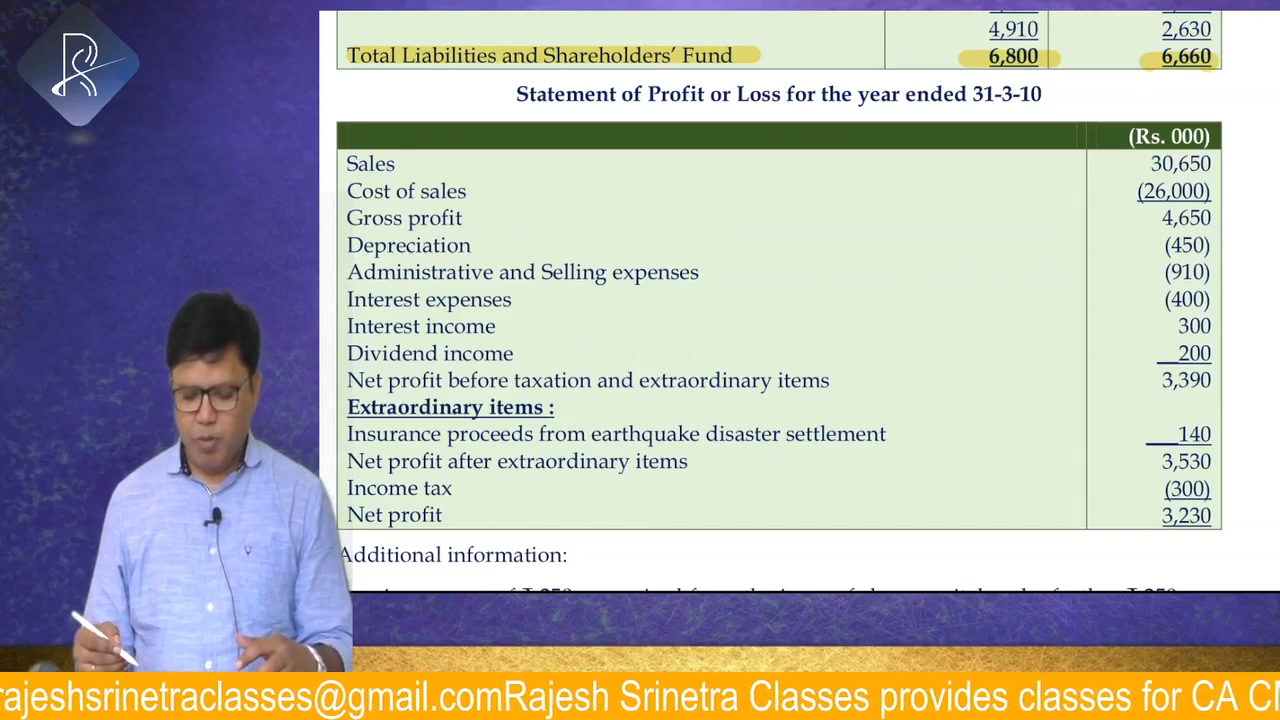 4,910 2,630
Total Liabilities and Shareholders' Fund 6,800 6,660
Statement of Profit or Loss for the year ended 31-3-10
(Rs. 000)
Sales 30,650
Cost of sales (26,000)
Gross profit 4,650
Depreciation (450)
Administrative and Selling expenses (910)
Interest expenses (400)
Interest income 300
Dividend income 200
Net profit before taxation and extraordinary items 3,390
Extraordinary items :
Insurance proceeds from earthquake disaster settlement 140
Net profit after extraordinary items 3,530
Income tax (300)
Net profit 3,230
Additional information:
rajeshsrinetraclasses@gmail.comRajesh Srinetra Classes provides classes for CA